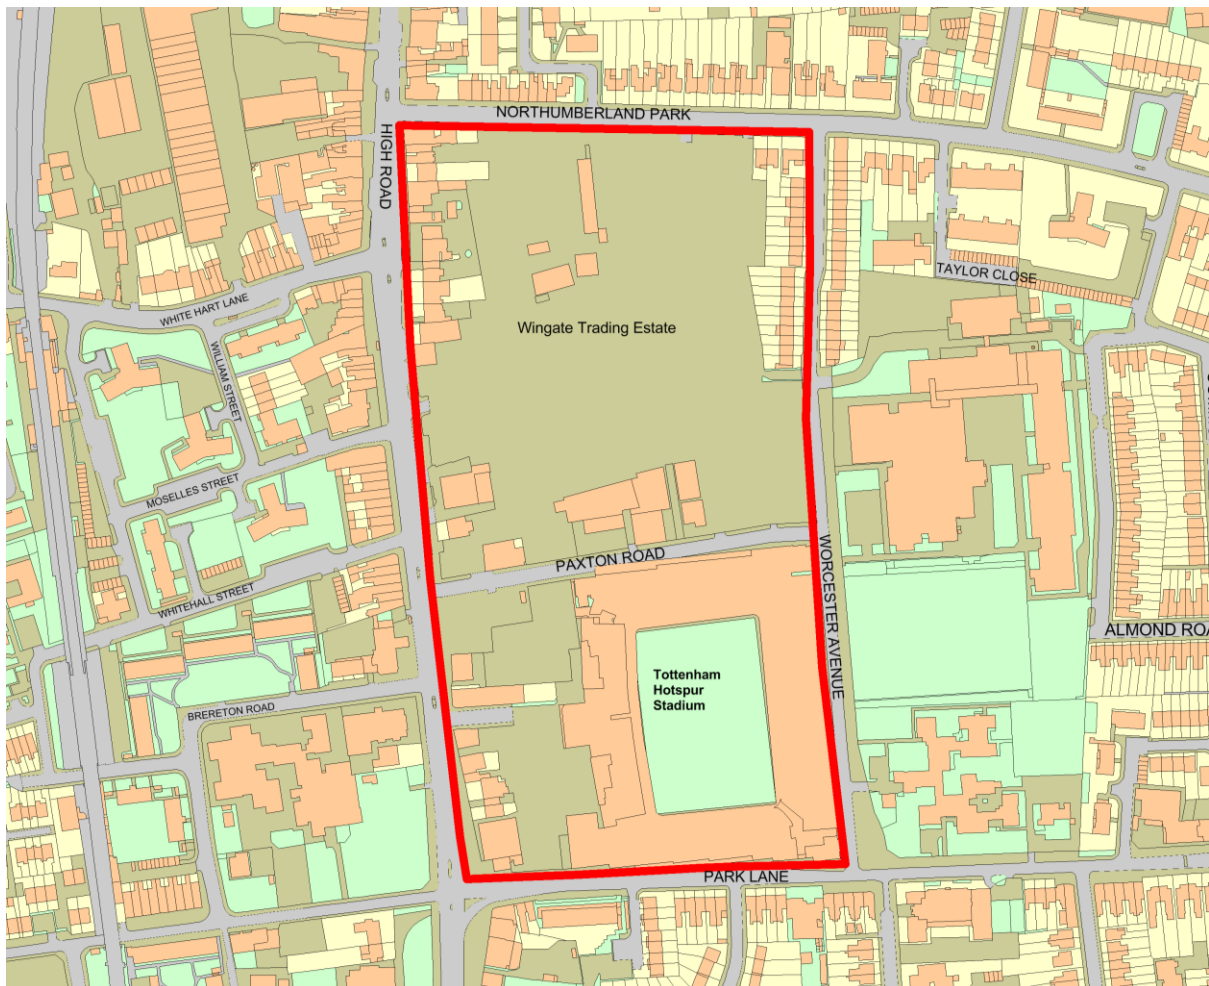 NORTHUMBERLAND PARK
HIGH ROAD
TAYLOR CLOSE
WHITE HART LANE
Wingate Trading Estate
WILLIAM STREET
MOSELLES STREET
PAXTON ROAD
WORCESTER AVENUE
WHITEHALL STREET
ALMOND ROA
Tottenham
Hotspur
Stadium
BRERETON ROAD
PARK LANE